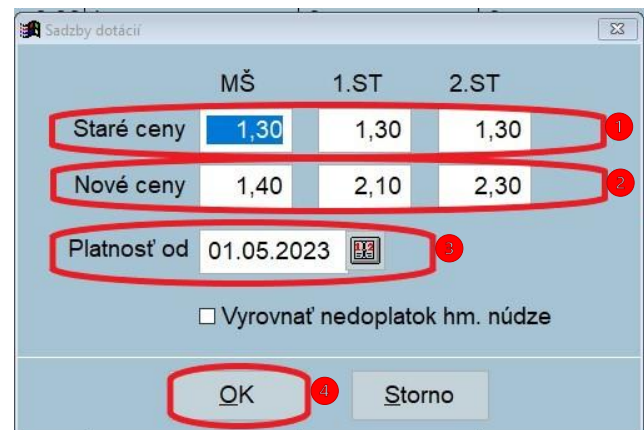 Sadzby dotácií
MŠ 1.ST 2.ST
Staré ceny 1,30 1,30 1,30 1
Nové ceny 1,40 2,10 2,30 2
Platnosť od 01.05.2023 3
Vyrovnať nedoplatok hm. núdze
OK 4 Storno